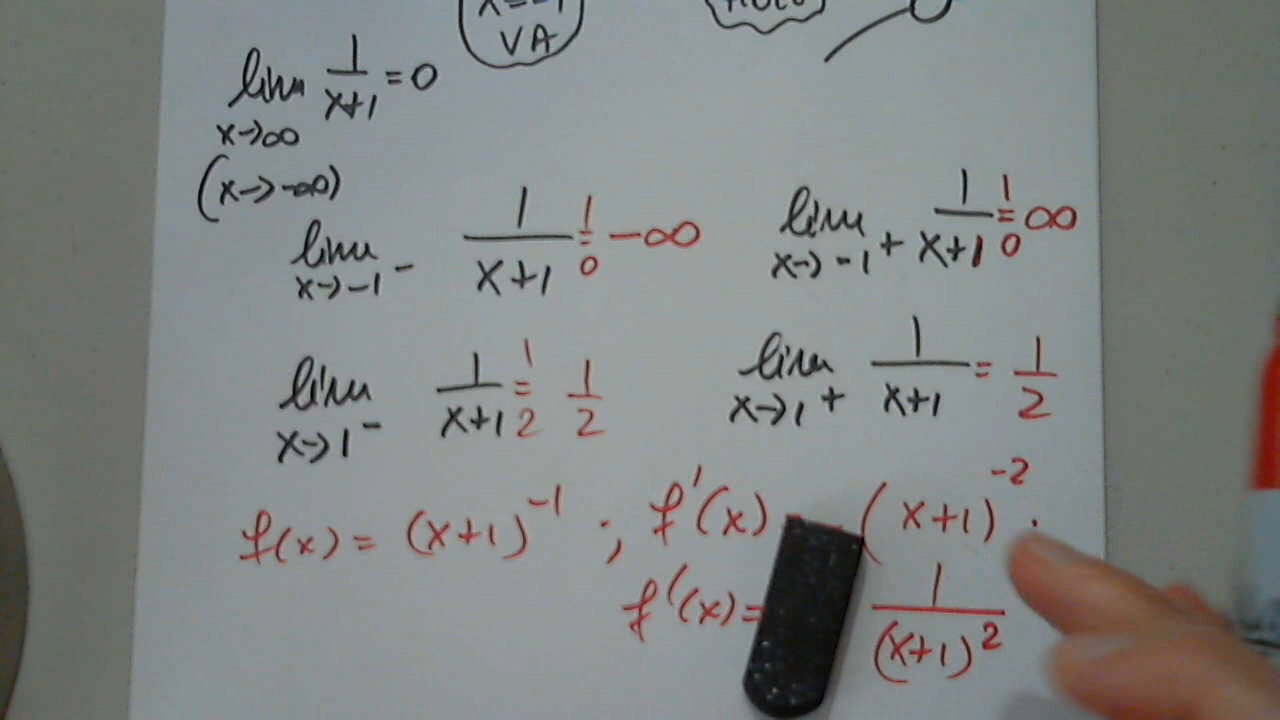 VA
lim 1/(x+1) = 0
x→∞
(x→-∞)
lim x→-1⁻ 1/(x+1) = 1/0 = -∞
lim x→-1⁺ 1/(x+1) = 1/0 = ∞
lim x→1⁻ 1/(x+1) = 1/2 1/2
lim x→1⁺ 1/(x+1) = 1/2
f(x) = (x+1)⁻¹ ; f'(x) (x+1)⁻² ·
f'(x) = 1/(x+1)²